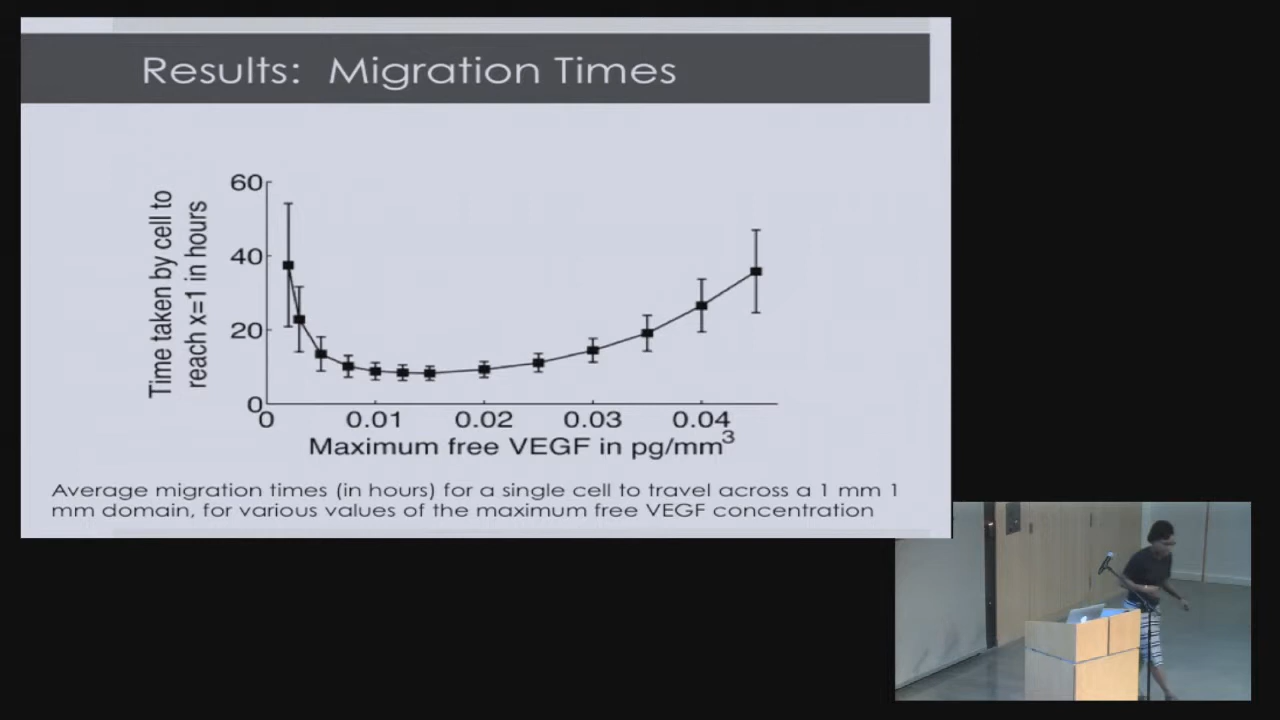 Results: Migration Times
Time taken by cell to
reach x=1 in hours
60
40
20
0
0 0.01 0.02 0.03 0.04
Maximum free VEGF in pg/mm³
Average migration times (in hours) for a single cell to travel across a 1 mm 1
mm domain, for various values of the maximum free VEGF concentration